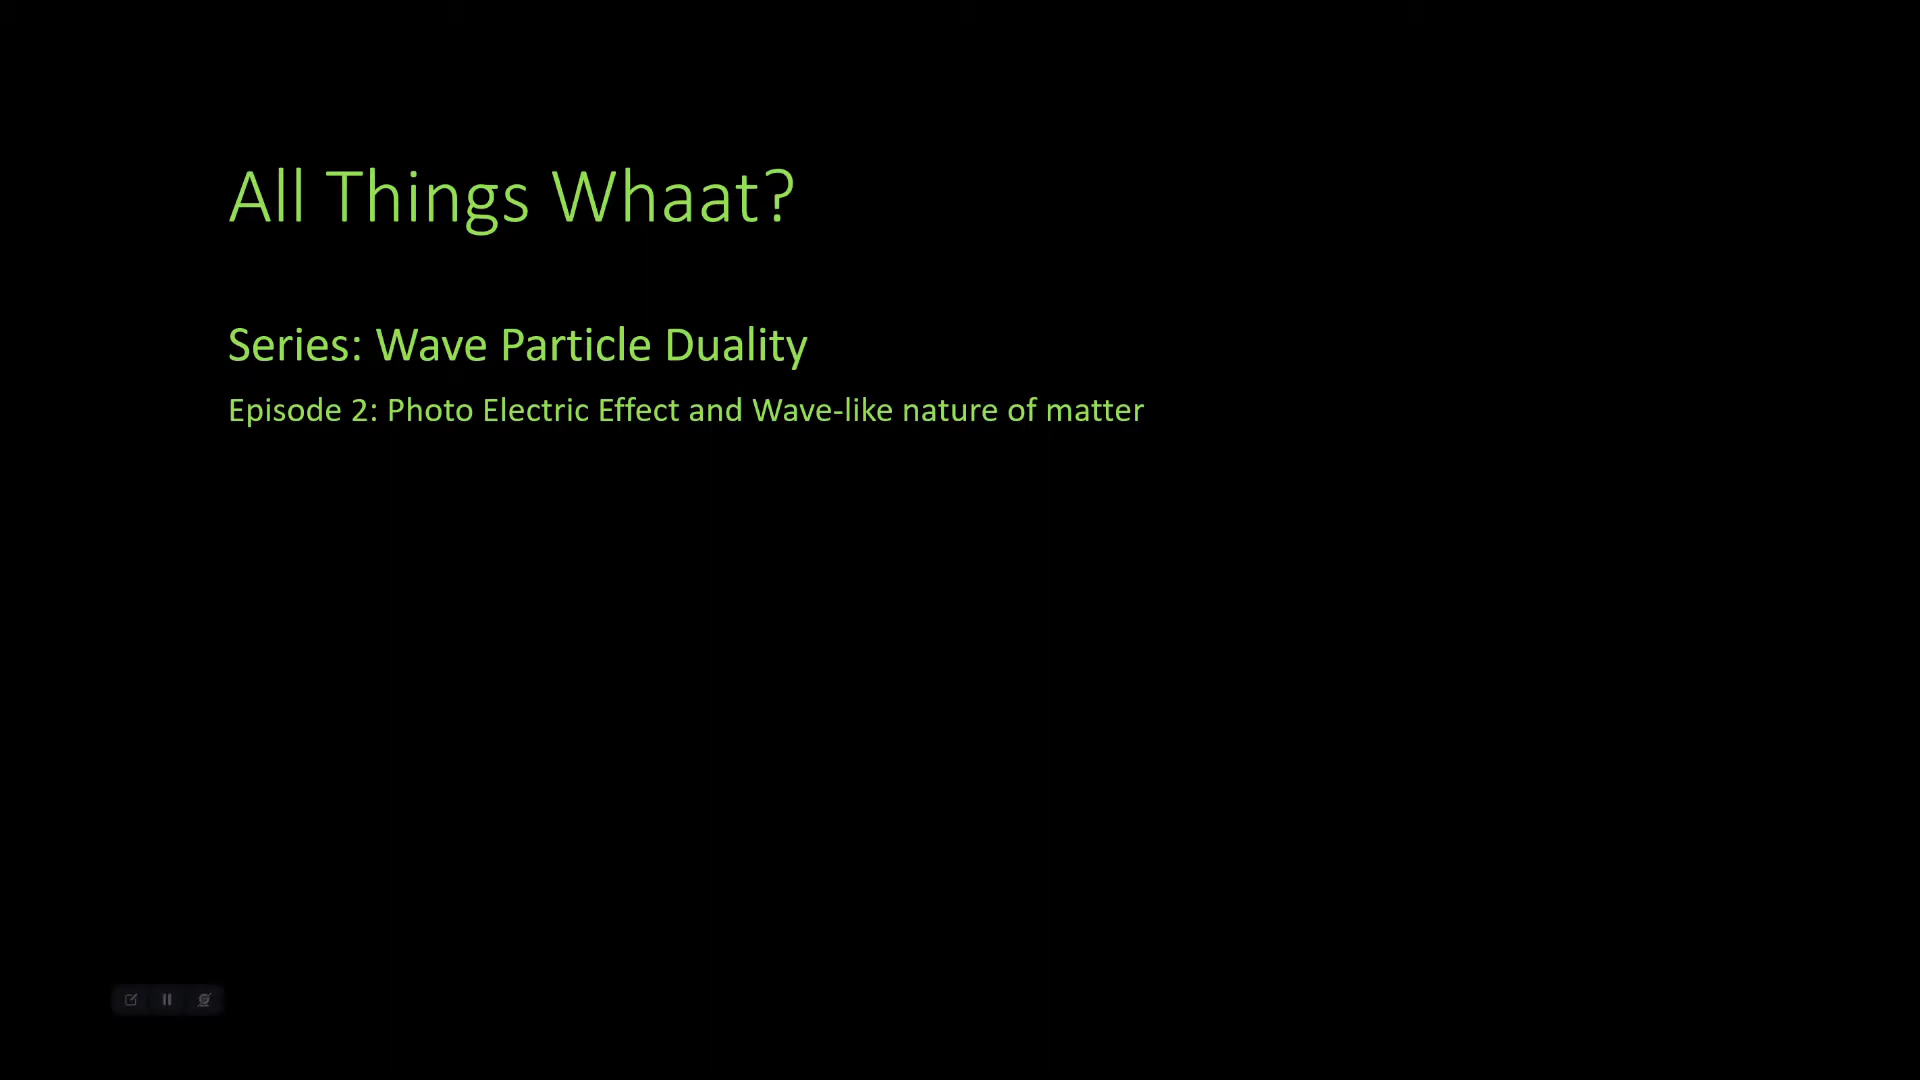 All Things Whaat?
Series: Wave Particle Duality
Episode 2: Photo Electric Effect and Wave-like nature of matter